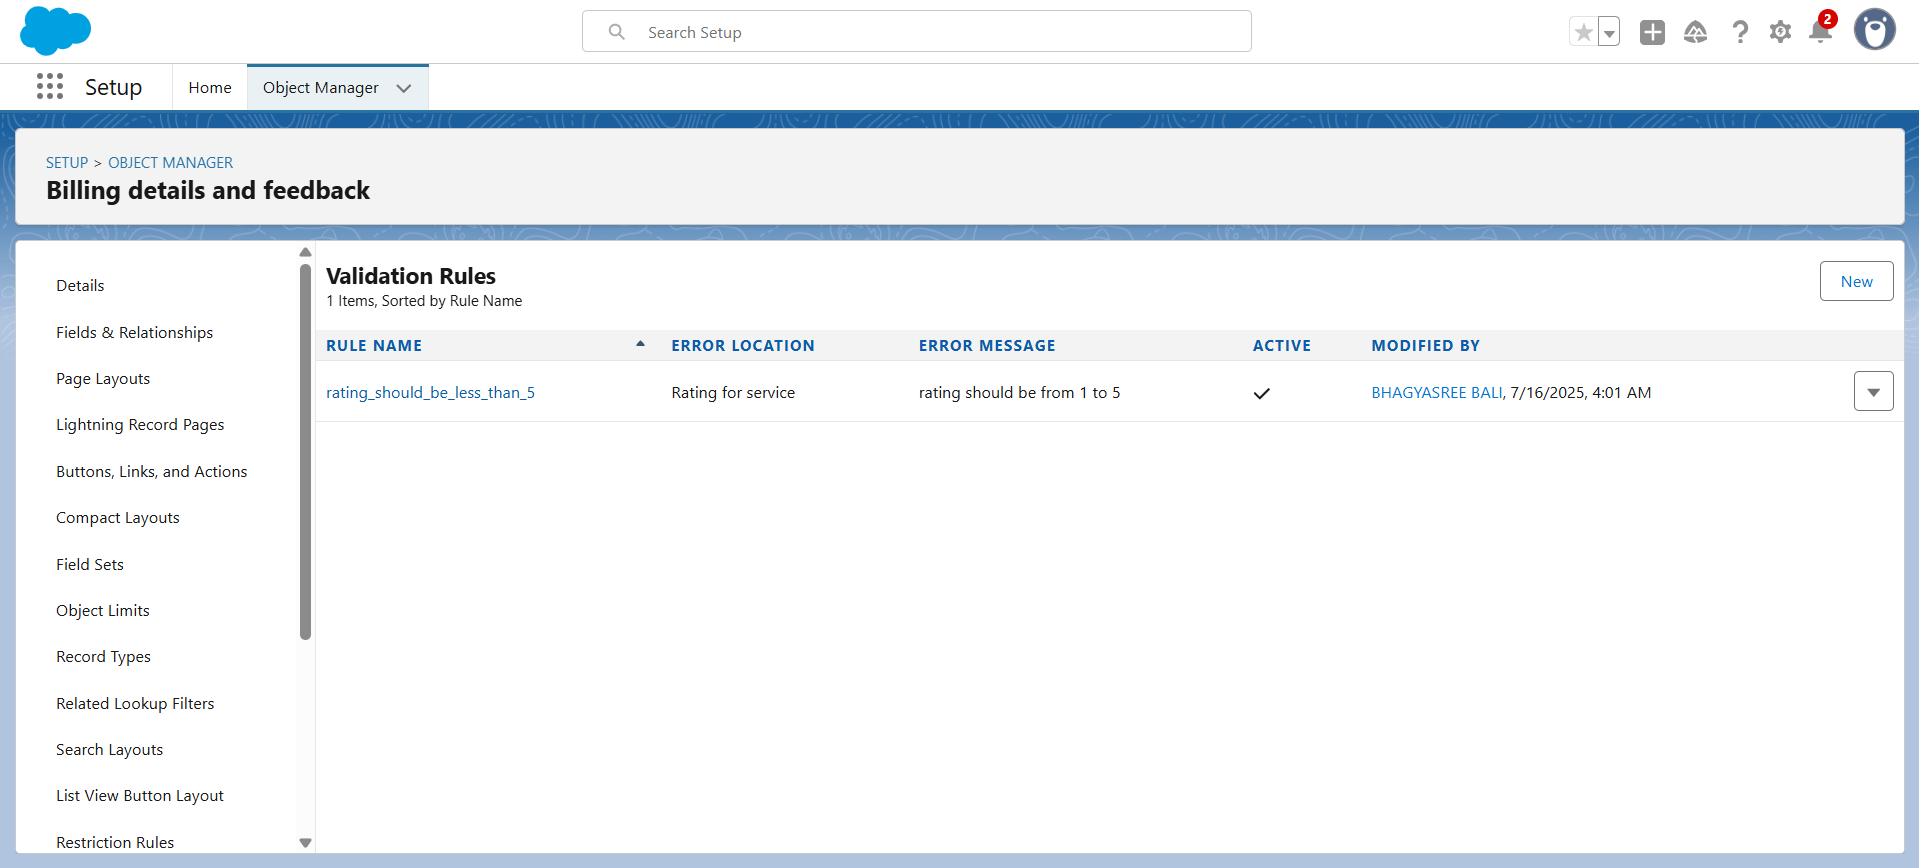 Search Setup
2
Setup
Home
Object Manager
SETUP > OBJECT MANAGER
Billing details and feedback
Details
Fields & Relationships
Page Layouts
Lightning Record Pages
Buttons, Links, and Actions
Compact Layouts
Field Sets
Object Limits
Record Types
Related Lookup Filters
Search Layouts
List View Button Layout
Restriction Rules
Validation Rules
1 Items, Sorted by Rule Name
New
RULE NAME ERROR LOCATION ERROR MESSAGE ACTIVE MODIFIED BY
rating_should_be_less_than_5 Rating for service rating should be from 1 to 5 BHAGYASREE BALI, 7/16/2025, 4:01 AM